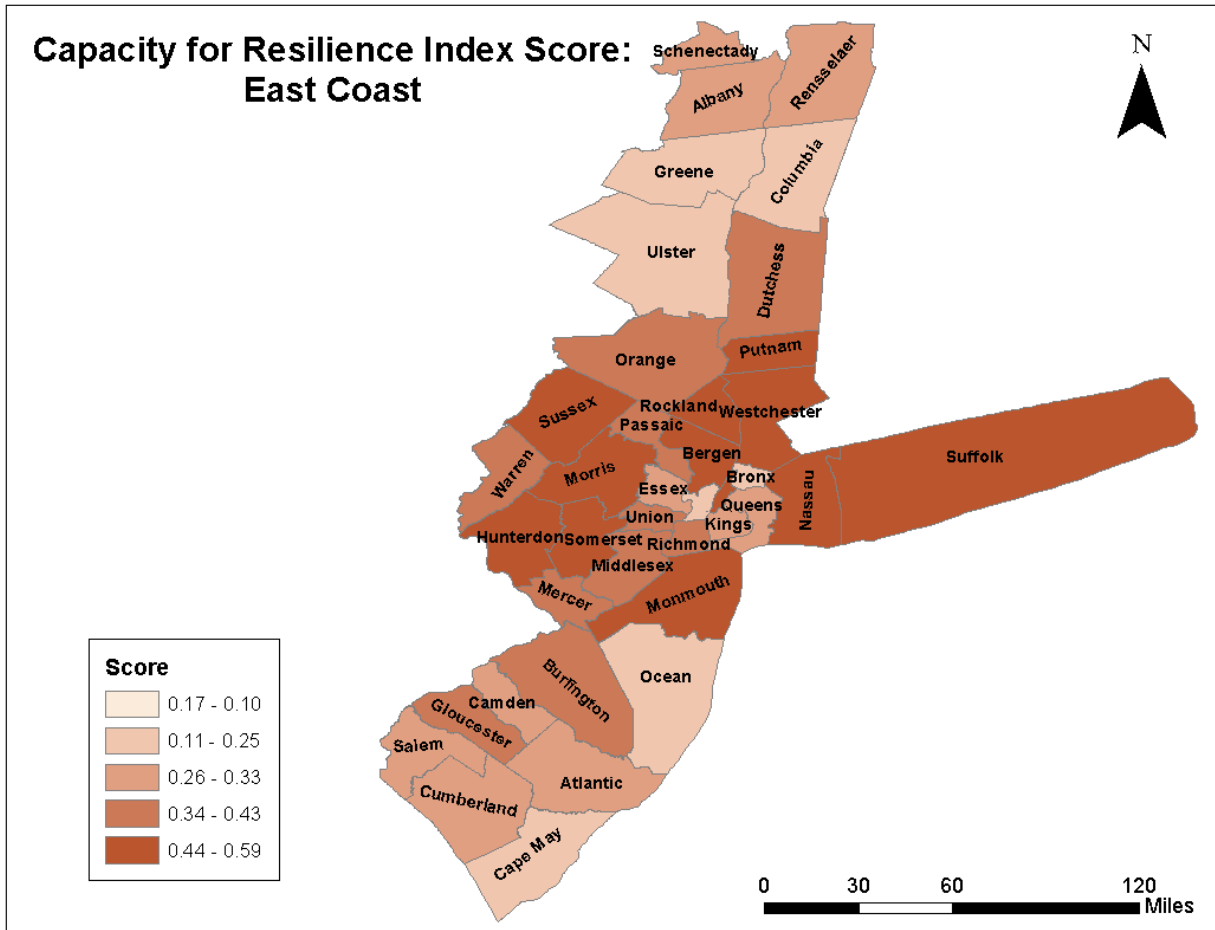 Capacity for Resilience Index Score:
East Coast
N
Schenectady
Albany
Rensselaer
Greene
Columbia
Ulster
Dutchess
Putnam
Orange
Sussex
Rockland
Westchester
Passaic
Warren
Morris
Bergen
Bronx
Suffolk
Essex
Queens
Nassau
Union
Kings
Hunterdon
Somerset
Richmond
Middlesex
Mercer
Monmouth
Ocean
Burlington
Camden
Gloucester
Salem
Atlantic
Cumberland
Cape May
Score
0.17 - 0.10
0.11 - 0.25
0.26 - 0.33
0.34 - 0.43
0.44 - 0.59
0 30 60 120
Miles